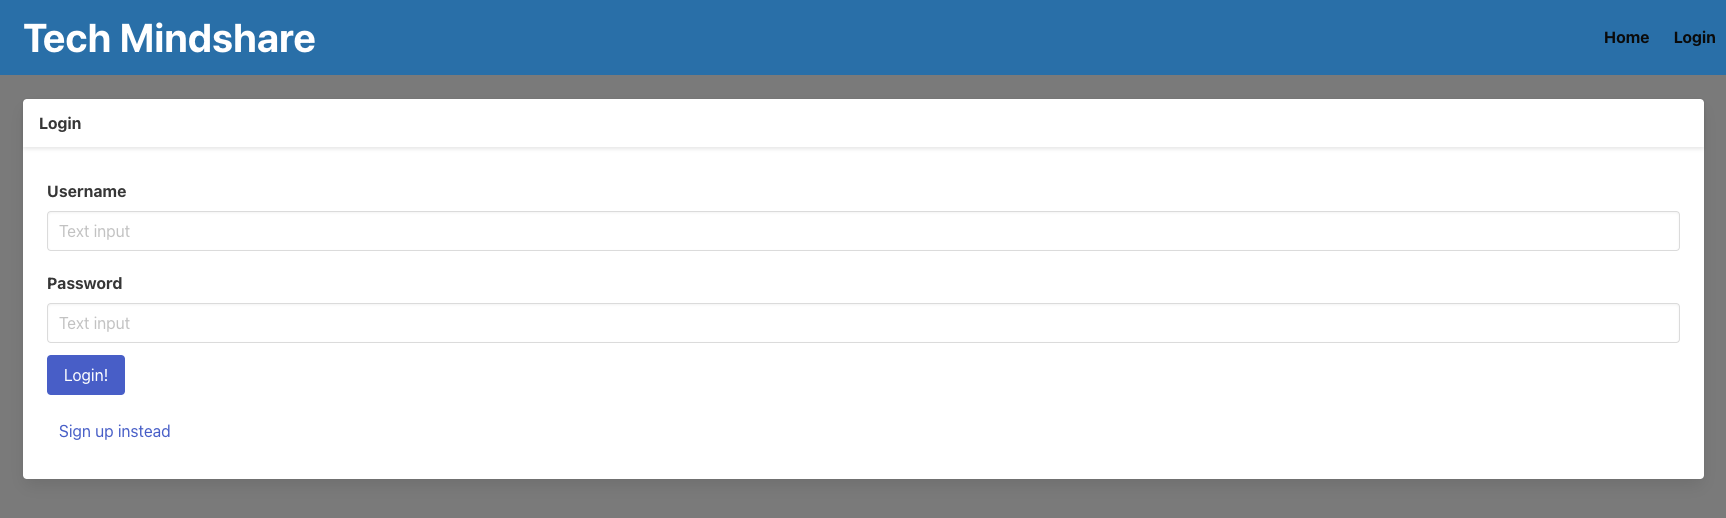 Tech Mindshare
Home Login
Login
Username
Text input
Password
Text input
Login!
Sign up instead